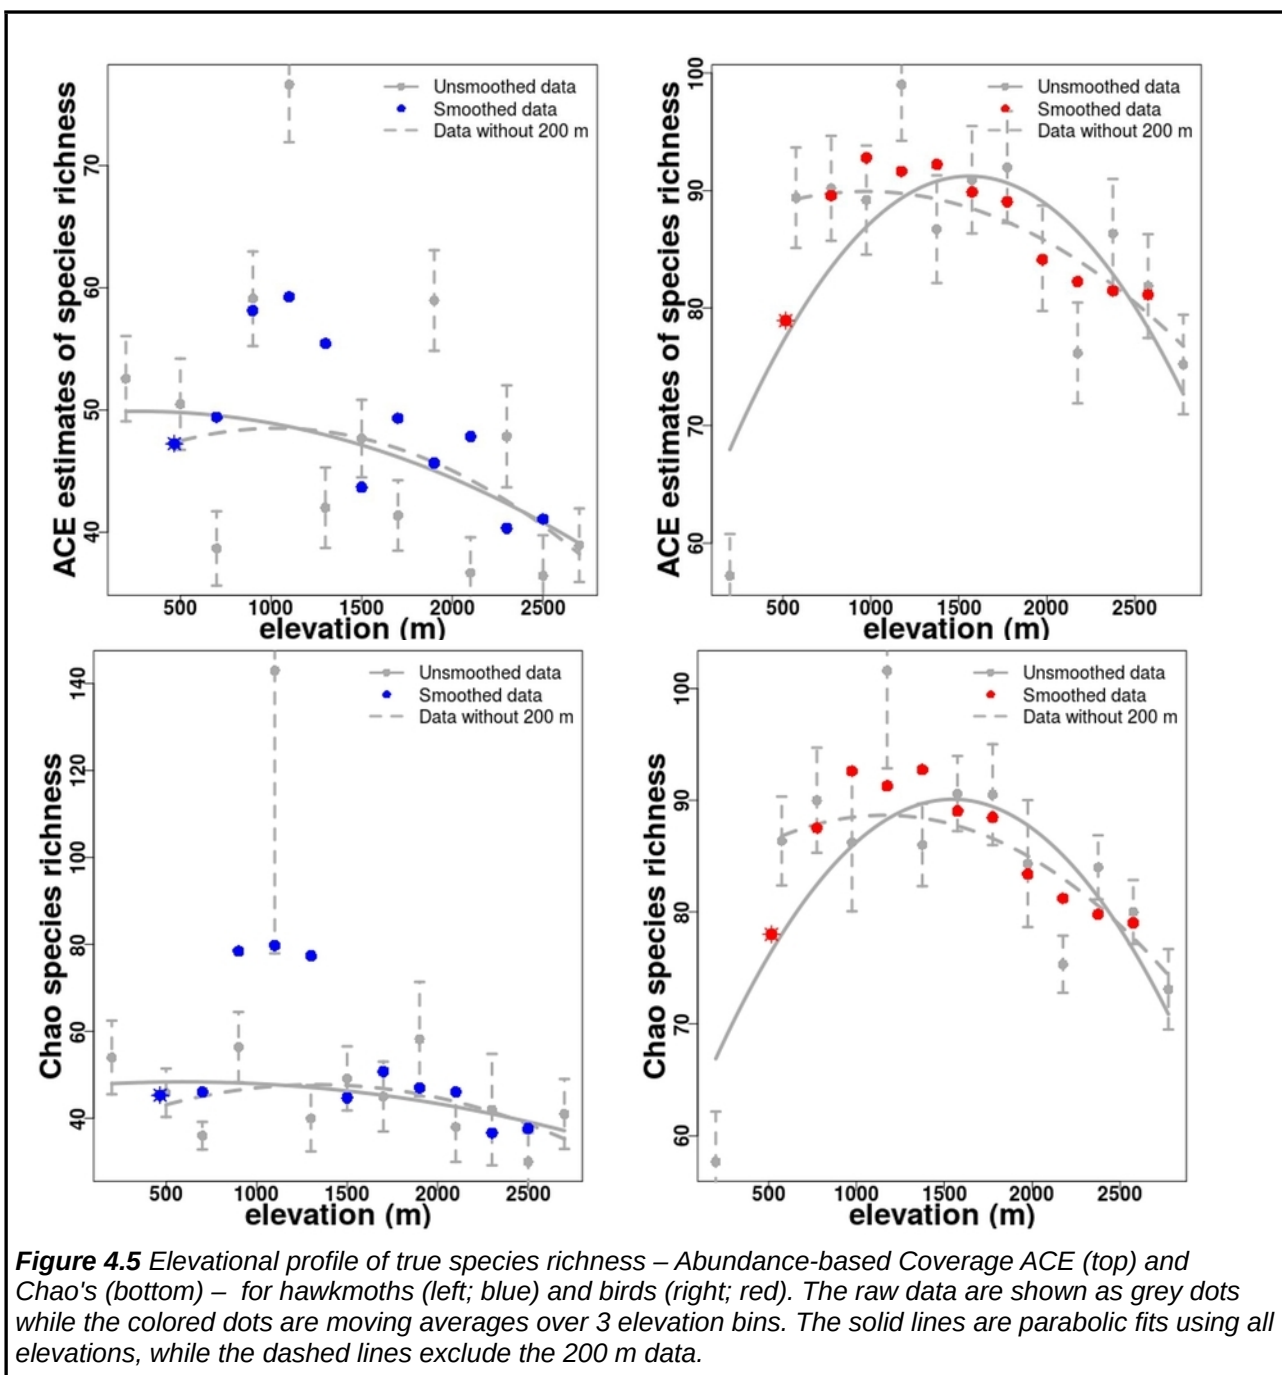 ACE estimates of species richness
70
60
50
40
Unsmoothed data
Smoothed data
Data without 200 m
500 1000 1500 2000 2500
elevation (m)
ACE estimates of species richness
100
90
80
70
60
Unsmoothed data
Smoothed data
Data without 200 m
500 1000 1500 2000 2500
elevation (m)
Chao species richness
140
120
100
80
60
40
Unsmoothed data
Smoothed data
Data without 200 m
500 1000 1500 2000 2500
elevation (m)
Chao species richness
100
90
80
70
60
Unsmoothed data
Smoothed data
Data without 200 m
500 1000 1500 2000 2500
elevation (m)
Figure 4.5 Elevational profile of true species richness – Abundance-based Coverage ACE (top) and
Chao's (bottom) – for hawkmoths (left; blue) and birds (right; red). The raw data are shown as grey dots
while the colored dots are moving averages over 3 elevation bins. The solid lines are parabolic fits using all
elevations, while the dashed lines exclude the 200 m data.